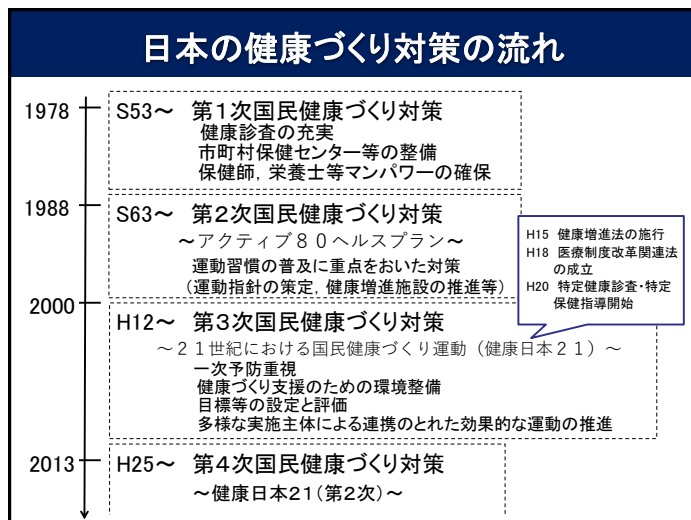 日本の健康づくり対策の流れ
1978
S53～ 第１次国民健康づくり対策
健康診査の充実
市町村保健センター等の整備
保健師，栄養士等マンパワーの確保
1988
S63～ 第２次国民健康づくり対策
～アクティブ８０ヘルスプラン～
運動習慣の普及に重点をおいた対策
（運動指針の策定，健康増進施設の推進等）
H15 健康増進法の施行
H18 医療制度改革関連法
の成立
H20 特定健康診査・特定
保健指導開始
2000
H12～ 第３次国民健康づくり対策
～２１世紀における国民健康づくり運動（健康日本２１）～
一次予防重視
健康づくり支援のための環境整備
目標等の設定と評価
多様な実施主体による連携のとれた効果的な運動の推進
2013
H25～ 第４次国民健康づくり対策
～健康日本21（第２次）～